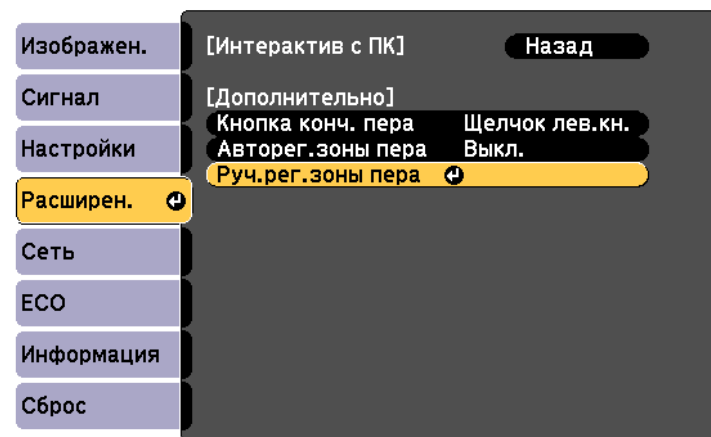 Изображен.
Сигнал
Настройки
Расширен.
Сеть
ECO
Информация
Сброс
[Интерактив с ПК] Назад
[Дополнительно]
Кнопка конч. пера Щелчок лев.кн.
Авторег.зоны пера Выкл.
Руч.рег.зоны пера